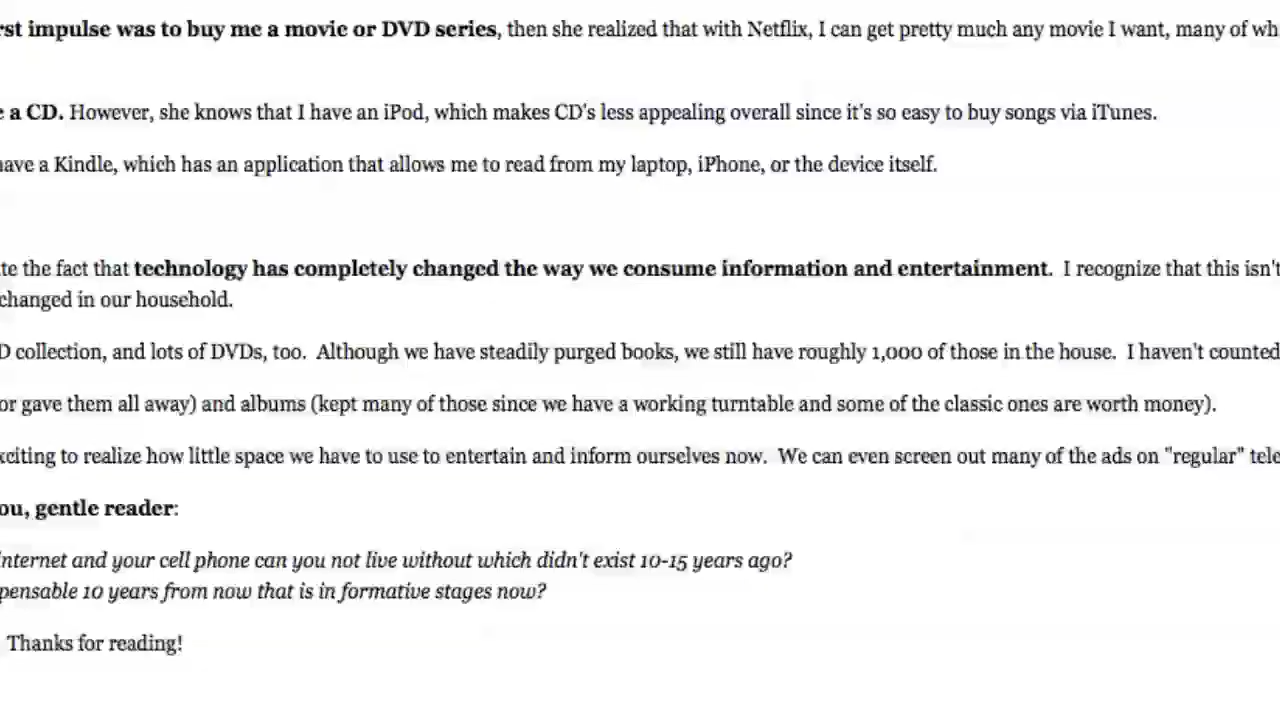 rst impulse was to buy me a movie or DVD series, then she realized that with Netflix, I can get pretty much any movie I want, many of wh
e a CD. However, she knows that I have an iPod, which makes CD's less appealing overall since it's so easy to buy songs via iTunes.
have a Kindle, which has an application that allows me to read from my laptop, iPhone, or the device itself.
te the fact that technology has completely changed the way we consume information and entertainment. I recognize that this isn't
changed in our household.
D collection, and lots of DVDs, too. Although we have steadily purged books, we still have roughly 1,000 of those in the house. I haven't counted
or gave them all away) and albums (kept many of those since we have a working turntable and some of the classic ones are worth money).
xciting to realize how little space we have to use to entertain and inform ourselves now. We can even screen out many of the ads on "regular" tele
ou, gentle reader:
internet and your cell phone can you not live without which didn't exist 10-15 years ago?
pensable 10 years from now that is in formative stages now?
Thanks for reading!